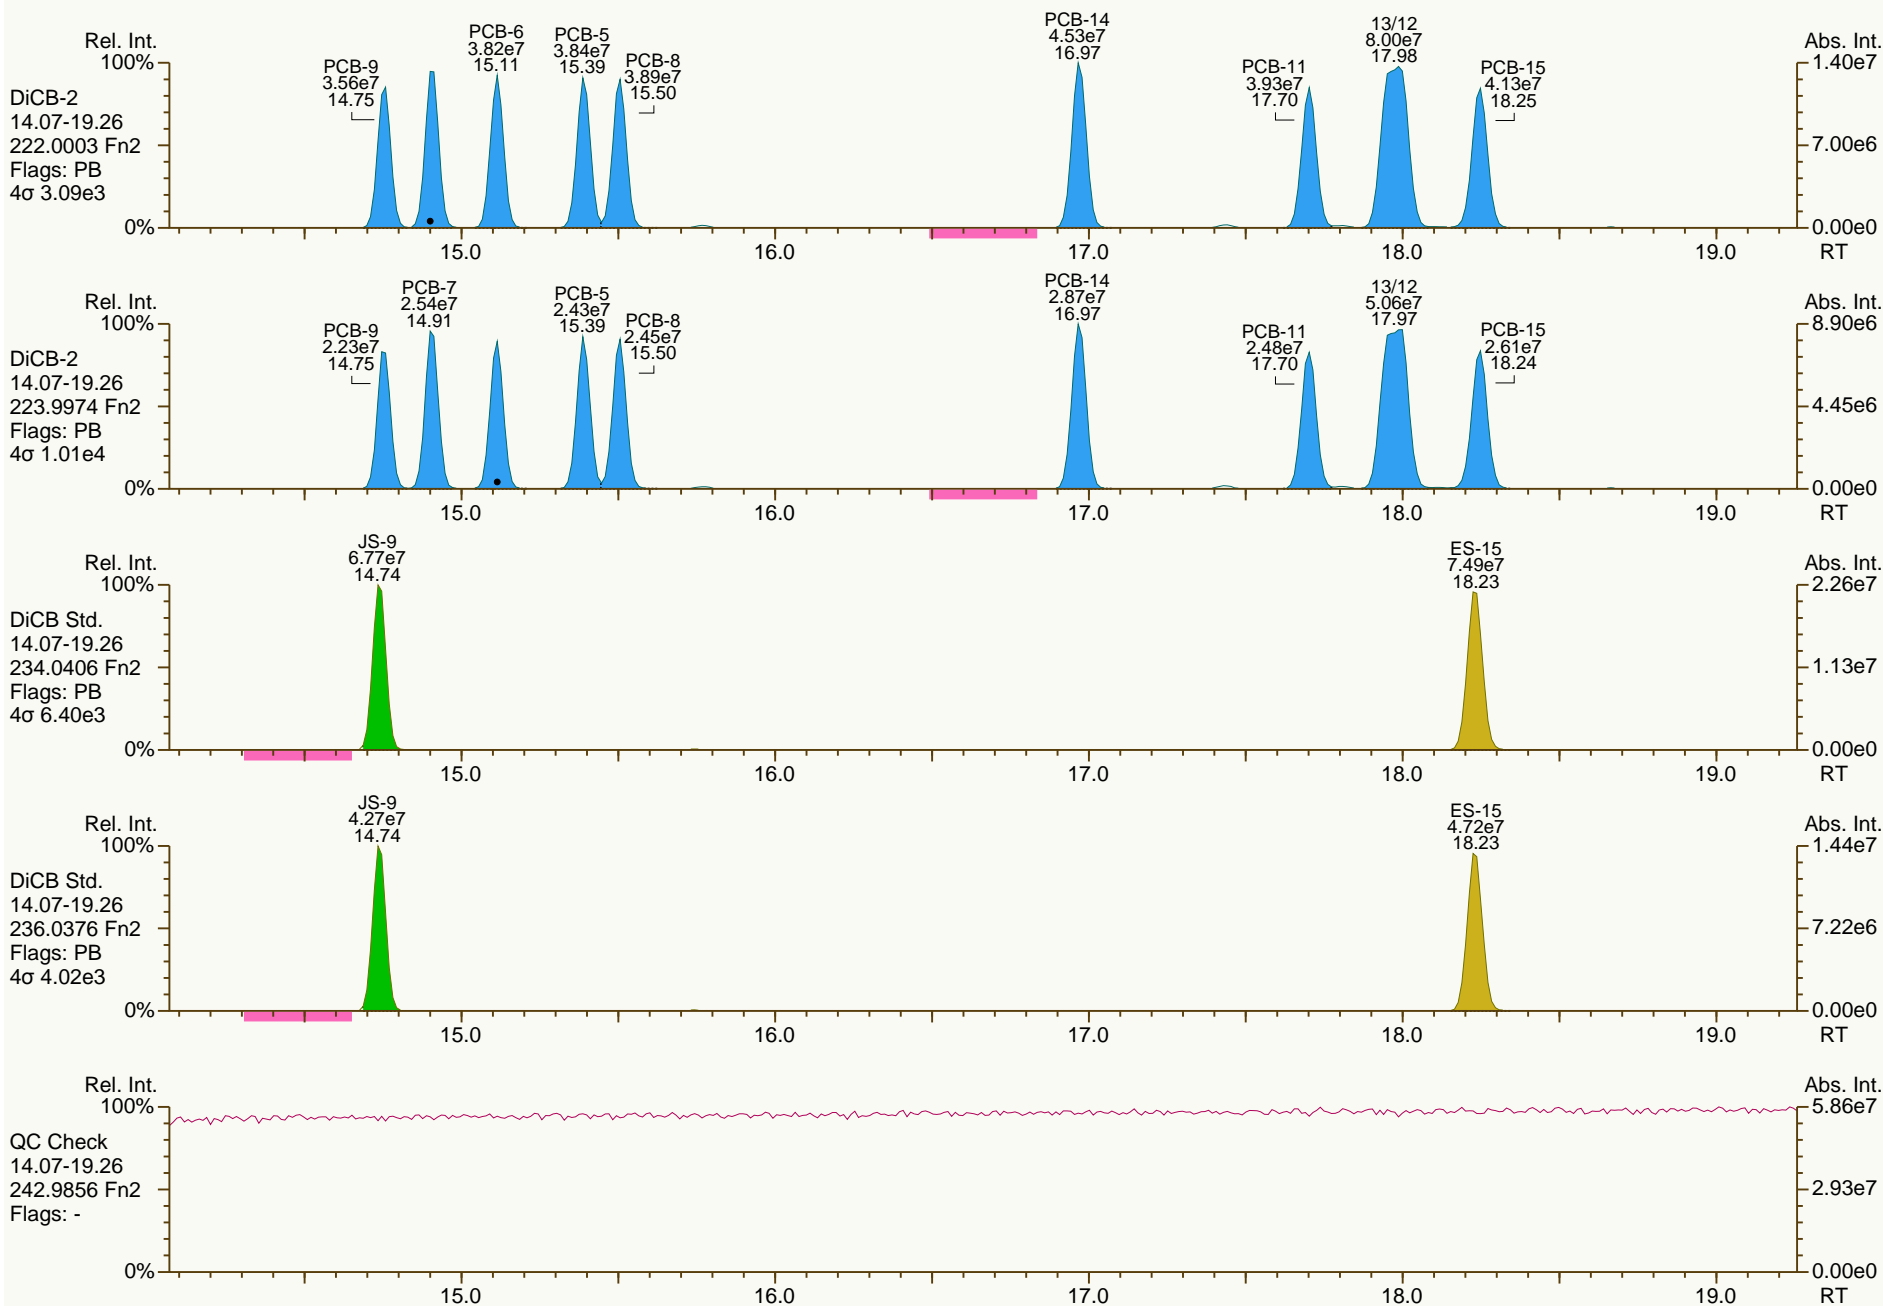 Rel. Int.
100%
0%
DiCB-2
14.07-19.26
222.0003 Fn2
Flags: PB
4σ 3.09e3
PCB-9
3.56e7
14.75
PCB-6
3.82e7
15.11
PCB-5
3.84e7
15.39
PCB-8
3.89e7
15.50
PCB-14
4.53e7
16.97
PCB-11
3.93e7
17.70
13/12
8.00e7
17.98
PCB-15
4.13e7
18.25
Abs. Int.
1.40e7
7.00e6
0.00e0
15.0 16.0 17.0 18.0 19.0 RT
Rel. Int.
100%
0%
DiCB-2
14.07-19.26
223.9974 Fn2
Flags: PB
4σ 1.01e4
PCB-9
2.23e7
14.75
PCB-7
2.54e7
14.91
PCB-5
2.43e7
15.39
PCB-8
2.45e7
15.50
PCB-14
2.87e7
16.97
PCB-11
2.48e7
17.70
13/12
5.06e7
17.97
PCB-15
2.61e7
18.24
Abs. Int.
8.90e6
4.45e6
0.00e0
15.0 16.0 17.0 18.0 19.0 RT
Rel. Int.
100%
0%
DiCB Std.
14.07-19.26
234.0406 Fn2
Flags: PB
4σ 6.40e3
JS-9
6.77e7
14.74
ES-15
7.49e7
18.23
Abs. Int.
2.26e7
1.13e7
0.00e0
15.0 16.0 17.0 18.0 19.0 RT
Rel. Int.
100%
0%
DiCB Std.
14.07-19.26
236.0376 Fn2
Flags: PB
4σ 4.02e3
JS-9
4.27e7
14.74
ES-15
4.72e7
18.23
Abs. Int.
1.44e7
7.22e6
0.00e0
15.0 16.0 17.0 18.0 19.0 RT
Rel. Int.
100%
0%
QC Check
14.07-19.26
242.9856 Fn2
Flags: -
Abs. Int.
5.86e7
2.93e7
0.00e0
15.0 16.0 17.0 18.0 19.0 RT